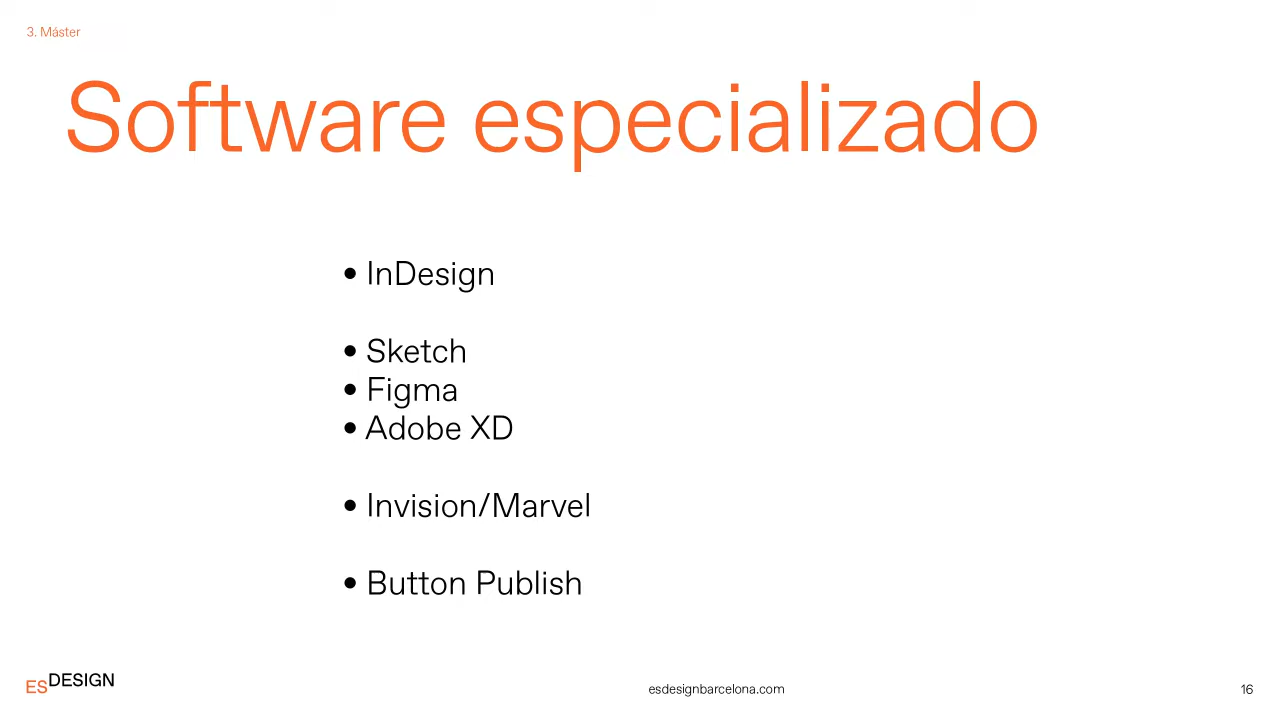 3. Máster
Software especializado
• InDesign
• Sketch
• Figma
• Adobe XD
• Invision/Marvel
• Button Publish
ESDESIGN
esdesignbarcelona.com
16